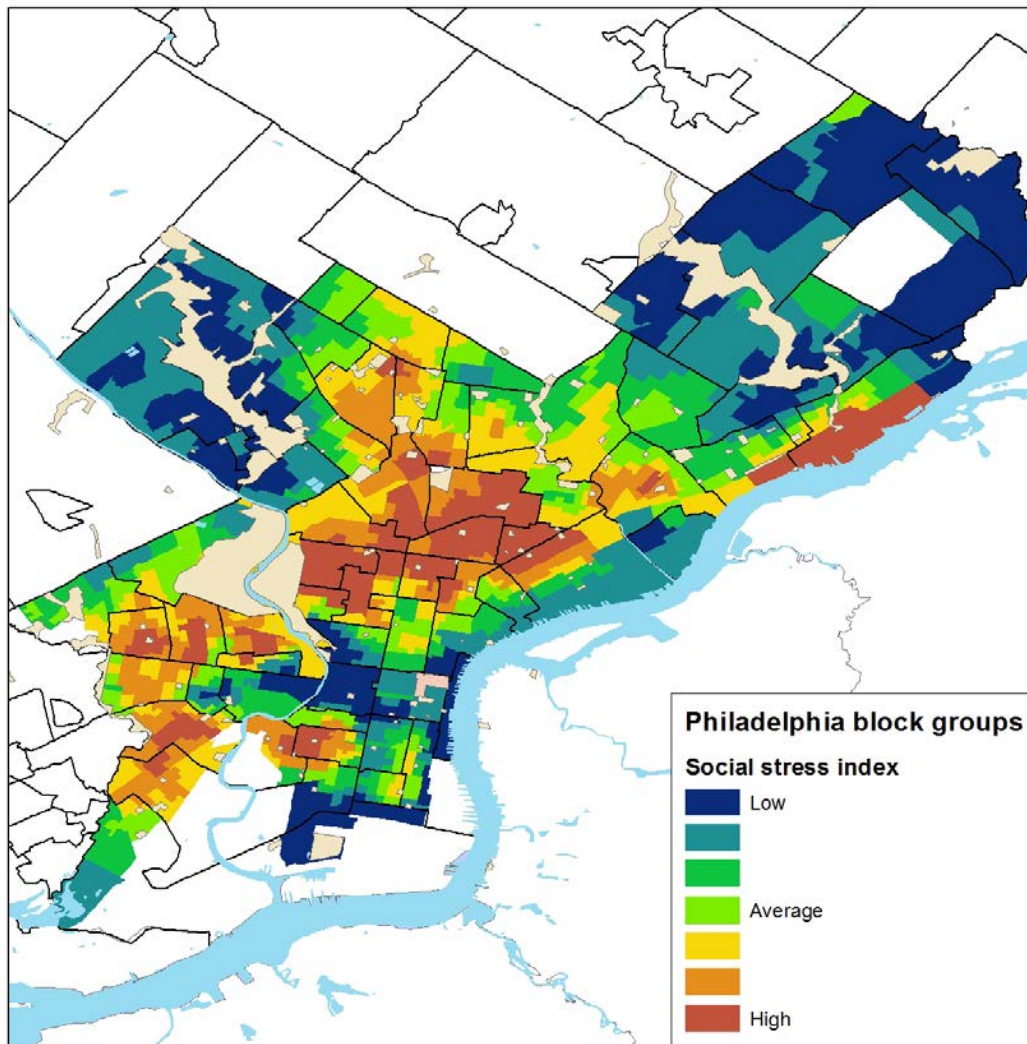 Philadelphia block groups
Social stress index
Low
Average
High